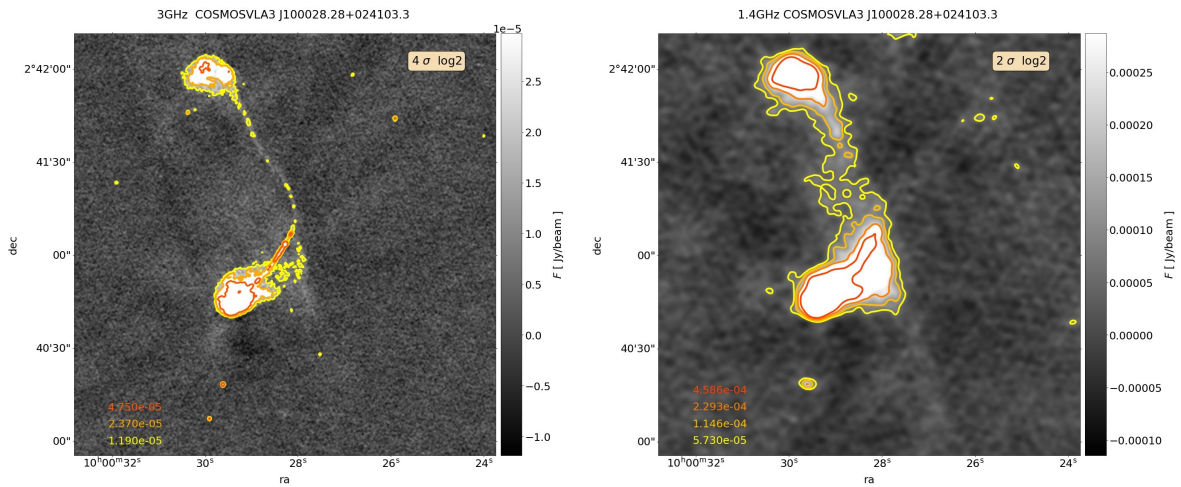 3GHz COSMOSVLA3 J100028.28+024103.3
1e−5
4 σ log2
2°42'00"
41'30"
00"
40'30"
00"
dec
4.750e-05
2.370e-05
1.190e-05
10ʰ00ᵐ32ˢ
30ˢ
28ˢ
24ˢ
ra
2.5
2.0
1.5
1.0
0.5
0.0
−0.5
−1.0
F [ Jy/beam ]
1.4GHz COSMOSVLA3 J100028.28+024103.3
2 σ log2
2°42'00"
41'30"
00"
40'30"
00"
dec
4.586e-04
2.293e-04
1.146e-04
5.730e-05
10ʰ00ᵐ32ˢ
30ˢ
28ˢ
24ˢ
ra
0.00025
0.00020
0.00015
0.00010
0.00005
0.00000
−0.00005
−0.00010
F [ Jy/beam ]